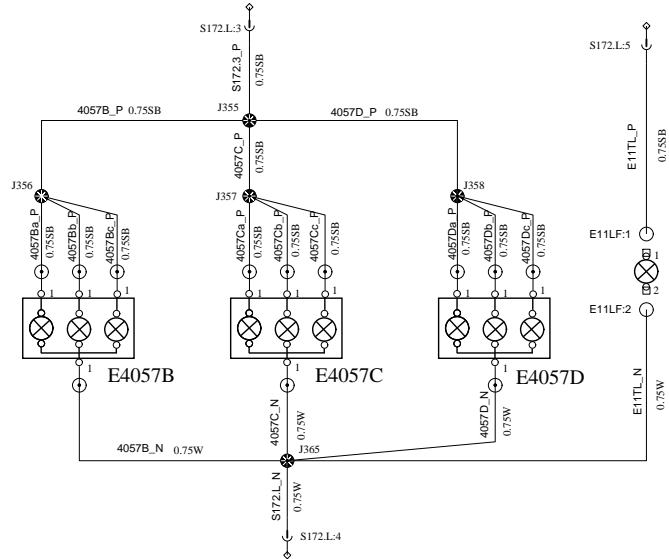 S172.L:3
S172.3_P
0.75SB
S172.L:5
E11TL_P
0.75SB
4057B_P 0.75SB
J355
4057D_P 0.75SB
4057C_P
0.75SB
J356
J357
J358
4057Ba_P
0.75SB
4057Bb_P
0.75SB
4057Bc_P
0.75SB
4057Ca_P
0.75SB
4057Cb_P
0.75SB
4057Cc_P
0.75SB
4057Da_P
0.75SB
4057Db_P
0.75SB
4057Dc_P
0.75SB
E11LF:1
1
2
E11LF:2
1
1
1
1
1
1
1
1
1
1
E4057B
1
E4057C
1
E4057D
4057C_N
0.75W
4057D_N
0.75W
E11TL_N
0.75W
4057B_N 0.75W
J365
S172.L_N
0.75W
S172.L:4